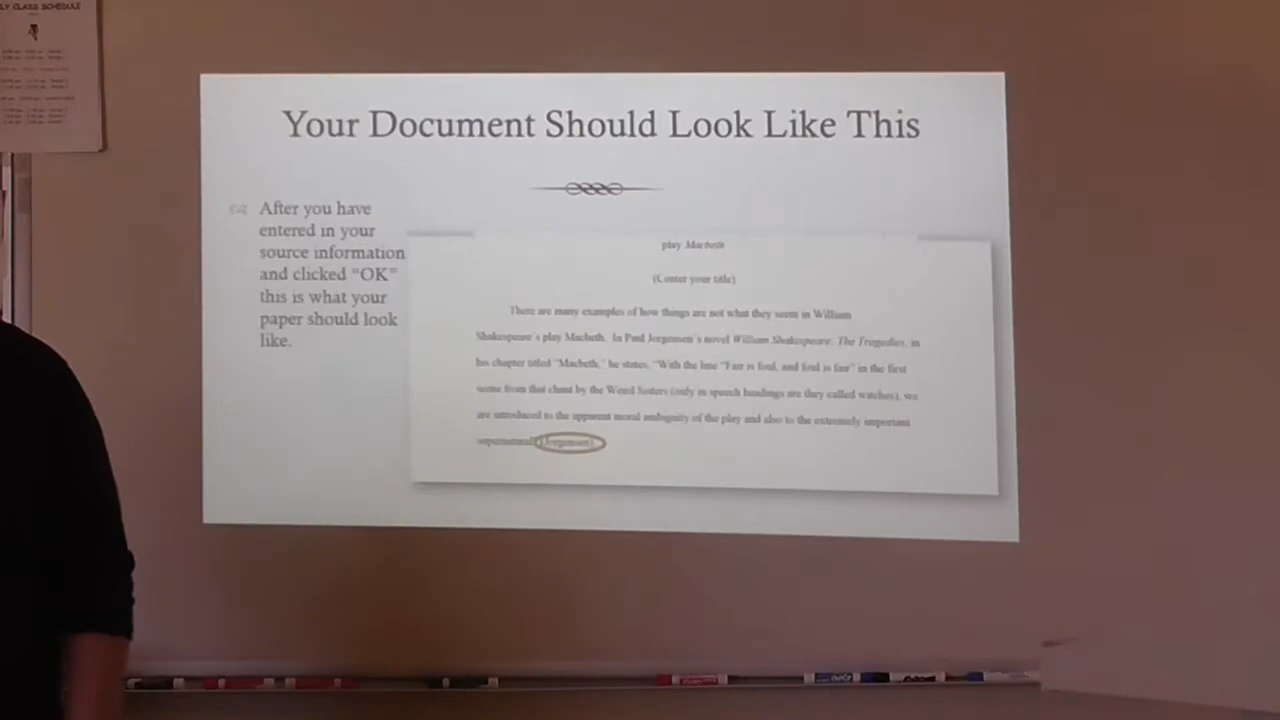 LY CLASS SCHEDULE
Your Document Should Look Like This
After you have
entered in your
source information
and clicked "OK"
this is what your
paper should look
like.
play Macbeth
(Center your title)
There are many examples of how things are not what they seem in William
Shakespeare's play Macbeth. In Paul Jorgensen's novel William Shakespeare: The Tragedies, in
his chapter titled "Macbeth," he states, "With the line "Fair is foul, and foul is fair" in the first
scene from that chant by the Weird Sisters (only in speech headings are they called witches), we
are introduced to the apparent moral ambiguity of the play and also to the extremely important
supernatural (Jorgensen).